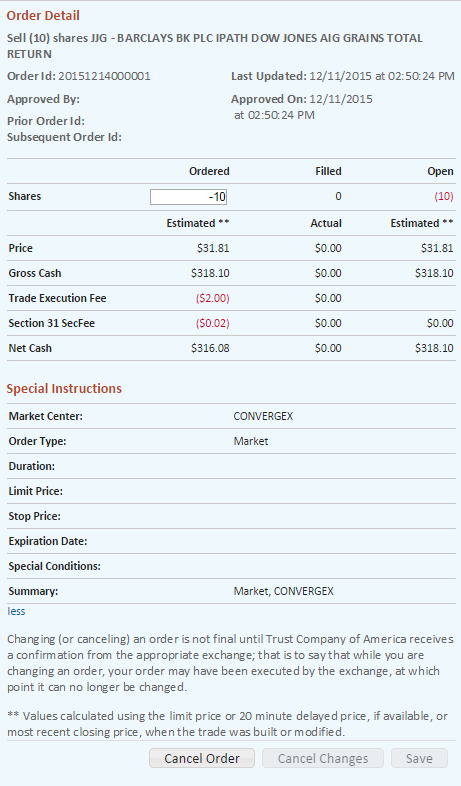 Order Detail
Sell (10) shares JJG - BARCLAYS BK PLC IPATH DOW JONES AIG GRAINS TOTAL
RETURN
Order Id: 20151214000001 Last Updated: 12/11/2015 at 02:50:24 PM
Approved By: Approved On: 12/11/2015
at 02:50:24 PM
Prior Order Id:
Subsequent Order Id:
Ordered Filled Open
Shares -10 0 (10)
Estimated ** Actual Estimated **
Price $31.81 $0.00 $31.81
Gross Cash $318.10 $0.00 $318.10
Trade Execution Fee ($2.00) $0.00
Section 31 SecFee ($0.02) $0.00 $0.00
Net Cash $316.08 $0.00 $318.10
Special Instructions
Market Center: CONVERGEX
Order Type: Market
Duration:
Limit Price:
Stop Price:
Expiration Date:
Special Conditions:
Summary: Market, CONVERGEX
less
Changing (or canceling) an order is not final until Trust Company of America receives
a confirmation from the appropriate exchange; that is to say that while you are
changing an order, your order may have been executed by the exchange, at which
point it can no longer be changed.
** Values calculated using the limit price or 20 minute delayed price, if available, or
most recent closing price, when the trade was built or modified.
Cancel Order Cancel Changes Save